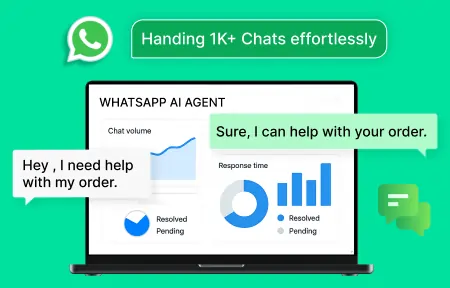 Handing 1K+ Chats effortlessly
WHATSAPP AI AGENT
Chat volume
Sure, I can help with your order.
Hey , I need help
with my order.
Response time
Resolved
Pending
Resolved
Pending